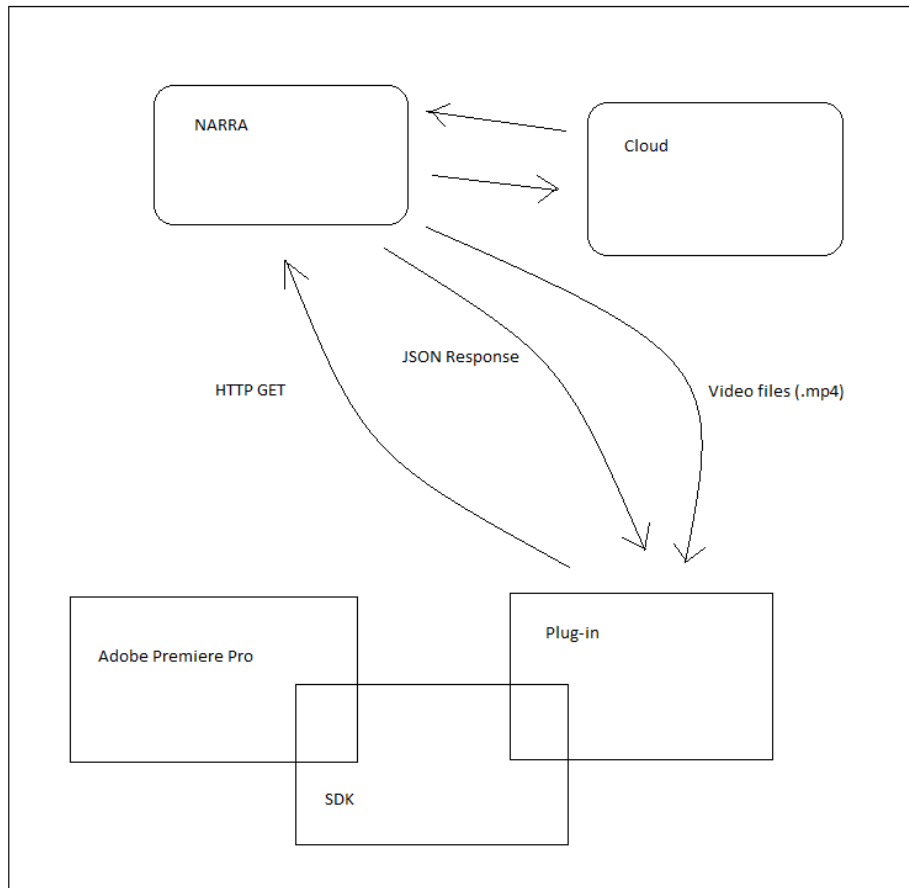 NARRA
Cloud
JSON Response
HTTP GET
Video files (.mp4)
Plug-in
Adobe Premiere Pro
SDK